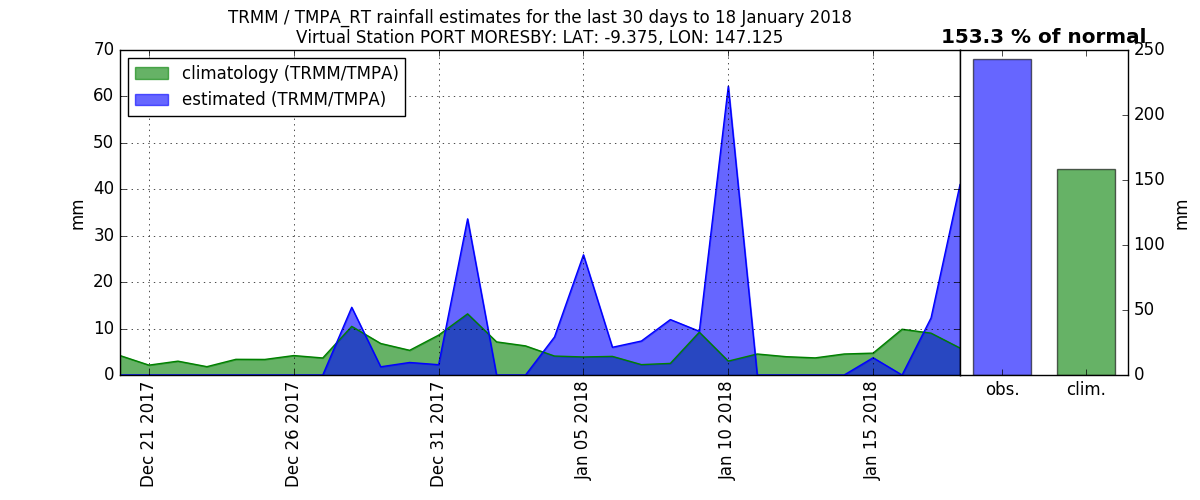 TRMM / TMPA_RT rainfall estimates for the last 30 days to 18 January 2018
Virtual Station PORT MORESBY: LAT: -9.375, LON: 147.125
153.3 % of normal
climatology (TRMM/TMPA)
estimated (TRMM/TMPA)
mm
70
60
50
40
30
20
10
0
Dec 21 2017
Dec 26 2017
Dec 31 2017
Jan 05 2018
Jan 10 2018
Jan 15 2018
obs.
clim.
250
200
150
100
50
0
mm